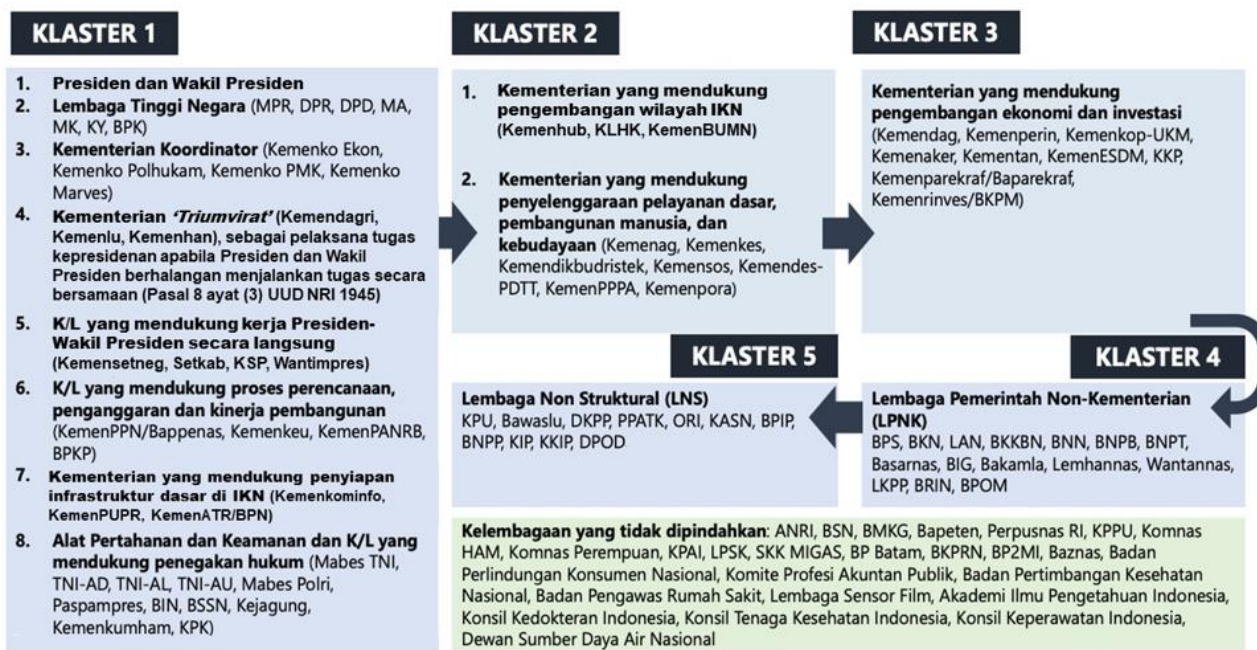 KLASTER 1
1. Presiden dan Wakil Presiden
2. Lembaga Tinggi Negara (MPR, DPR, DPD, MA,
MK, KY, BPK)
3. Kementerian Koordinator (Kemenko Ekon,
Kemenko Polhukam, Kemenko PMK, Kemenko
Marves)
4. Kementerian 'Triumvirat' (Kemendagri,
Kemenlu, Kemenhan), sebagai pelaksana tugas
kepresidenan apabila Presiden dan Wakil
Presiden berhalangan menjalankan tugas secara
bersamaan (Pasal 8 ayat (3) UUD NRI 1945)
5. K/L yang mendukung kerja Presiden-
Wakil Presiden secara langsung
(Kemensetneg, Setkab, KSP, Wantimpres)
6. K/L yang mendukung proses perencanaan,
penganggaran dan kinerja pembangunan
(KemenPPN/Bappenas, Kemenkeu, KemenPANRB,
BPKP)
7. Kementerian yang mendukung penyiapan
infrastruktur dasar di IKN (Kemenkominfo,
KemenPUPR, KemenATR/BPN)
8. Alat Pertahanan dan Keamanan dan K/L yang
mendukung penegakan hukum (Mabes TNI,
TNI-AD, TNI-AL, TNI-AU, Mabes Polri,
Paspampres, BIN, BSSN, Kejagung,
Kemenkumham, KPK)
KLASTER 2
1. Kementerian yang mendukung
pengembangan wilayah IKN
(Kemenhub, KLHK, KemenBUMN)
2. Kementerian yang mendukung
penyelenggaraan pelayanan dasar,
pembangunan manusia, dan
kebudayaan (Kemenag, Kemenkes,
Kemendikbudristek, Kemensos, Kemendes-
PDTT, KemenPPPA, Kemenpora)
KLASTER 3
Kementerian yang mendukung
pengembangan ekonomi dan investasi
(Kemendag, Kemenperin, Kemenkop-UKM,
Kemenaker, Kementan, KemenESDM, KKP,
Kemenparekraf/Baparekraf,
Kemenrinves/BKPM)
KLASTER 4
Lembaga Pemerintah Non-Kementerian
(LPNK)
BPS, BKN, LAN, BKKBN, BNN, BNPB, BNPT,
Basarnas, BIG, Bakamla, Lemhannas, Wantannas,
LKPP, BRIN, BPOM
KLASTER 5
Lembaga Non Struktural (LNS)
KPU, Bawaslu, DKPP, PPATK, ORI, KASN, BPIP,
BNPP, KIP, KKIP, DPOD
Kelembagaan yang tidak dipindahkan: ANRI, BSN, BMKG, Bapeten, Perpusnas RI, KPPU, Komnas
HAM, Komnas Perempuan, KPAI, LPSK, SKK MIGAS, BP Batam, BKPRN, BP2MI, Baznas, Badan
Perlindungan Konsumen Nasional, Komite Profesi Akuntan Publik, Badan Pertimbangan Kesehatan
Nasional, Badan Pengawas Rumah Sakit, Lembaga Sensor Film, Akademi Ilmu Pengetahuan Indonesia,
Konsil Kedokteran Indonesia, Konsil Tenaga Kesehatan Indonesia, Konsil Keperawatan Indonesia,
Dewan Sumber Daya Air Nasional